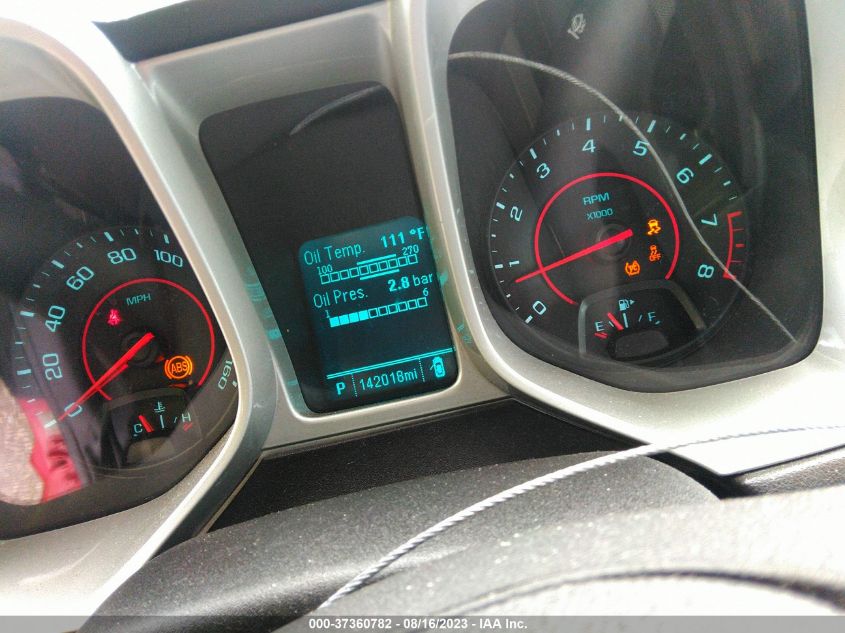 0 20 40 60 80 100 160
MPH
ABS
C H
Oil Temp. 111 °F
100 270
Oil Pres. 2.8 bar
1 6
P 142018mi
0 1 2 3 4 5 6 7 8
RPM
X1000
OFF
E F
000-37360782 - 08/16/2023 - IAA Inc.